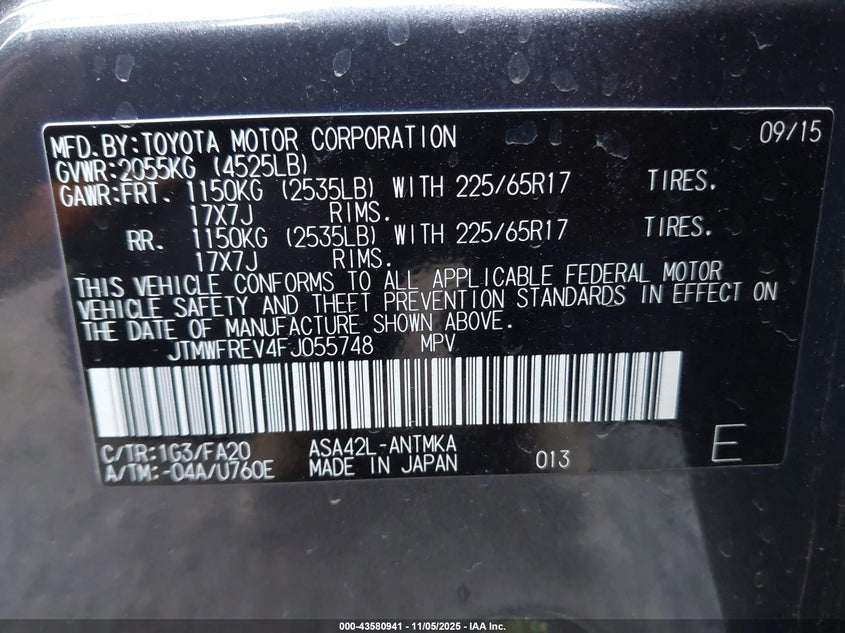 MFD.BY:TOYOTA MOTOR CORPORATION 09/15
GVWR:2055KG (4525LB)
GAWR:FRT. 1150KG (2535LB) WITH 225/65R17 TIRES.
17X7J RIMS.
RR. 1150KG (2535LB) WITH 225/65R17 TIRES.
17X7J RIMS.
THIS VEHICLE CONFORMS TO ALL APPLICABLE FEDERAL MOTOR
VEHICLE SAFETY AND THEFT PREVENTION STANDARDS IN EFFECT ON
THE DATE OF MANUFACTURE SHOWN ABOVE.
JTMWFREV4FJ055748 MPV
C/TR:1G3/FA20 ASA42L-ANTMKA
A/TM:-04A/U760E MADE IN JAPAN 013 E
000-43580941 - 11/05/2025 - IAA Inc.